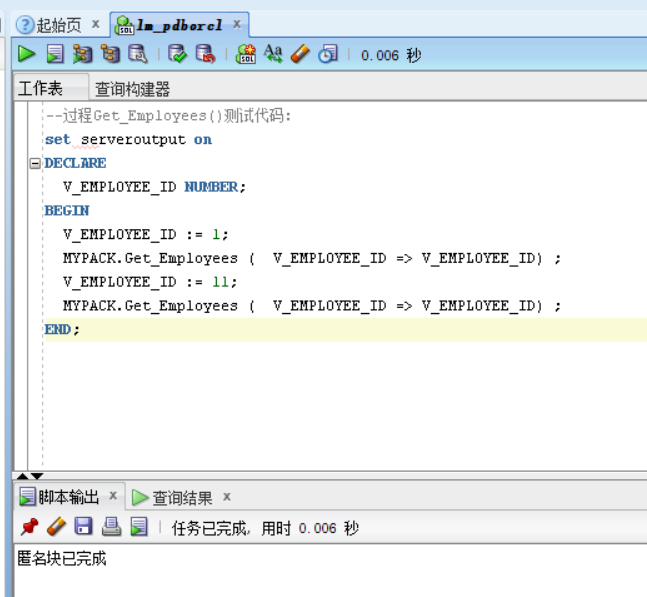 起始页 x lm_pdborcl x
0.006 秒
工作表 查询构建器
--过程Get_Employees()测试代码:
set serveroutput on
DECLARE
V_EMPLOYEE_ID NUMBER;
BEGIN
V_EMPLOYEE_ID := 1;
MYPACK.Get_Employees (  V_EMPLOYEE_ID => V_EMPLOYEE_ID) ;
V_EMPLOYEE_ID := 11;
MYPACK.Get_Employees (  V_EMPLOYEE_ID => V_EMPLOYEE_ID) ;
END;
脚本输出 x 查询结果 x
任务已完成, 用时 0.006 秒
匿名块已完成